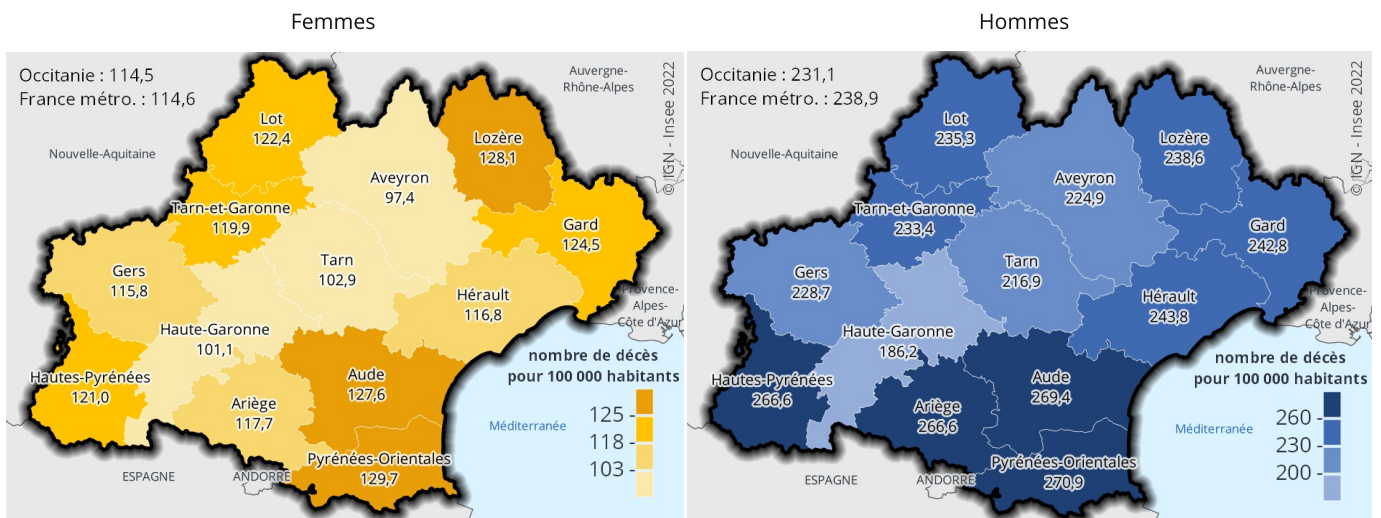 Femmes
Occitanie : 114,5
France métro. : 114,6
Auvergne-
Rhône-Alpes
© IGN - Insee 2022
Nouvelle-Aquitaine
Lot
122,4
Lozère
128,1
Aveyron
97,4
Tarn-et-Garonne
119,9
Gard
124,5
Tarn
102,9
Gers
115,8
Hérault
116,8
Provence-
Alpes-
Côte d'Azur
Haute-Garonne
101,1
Hautes-Pyrénées
121,0
Aude
127,6
Ariège
117,7
Pyrénées-Orientales
129,7
Méditerranée
ESPAGNE
ANDORRE
nombre de décès
pour 100 000 habitants
125
118
103
Hommes
Occitanie : 231,1
France métro. : 238,9
Auvergne-
Rhône-Alpes
© IGN - Insee 2022
Nouvelle-Aquitaine
Lot
235,3
Lozère
238,6
Aveyron
224,9
Tarn-et-Garonne
233,4
Gard
242,8
Tarn
216,9
Gers
228,7
Hérault
243,8
Provence-
Alpes-
Côte d'Azur
Haute-Garonne
186,2
Hautes-Pyrénées
266,6
Aude
269,4
Ariège
266,6
Pyrénées-Orientales
270,9
Méditerranée
ESPAGNE
ANDORRE
nombre de décès
pour 100 000 habitants
260
230
200